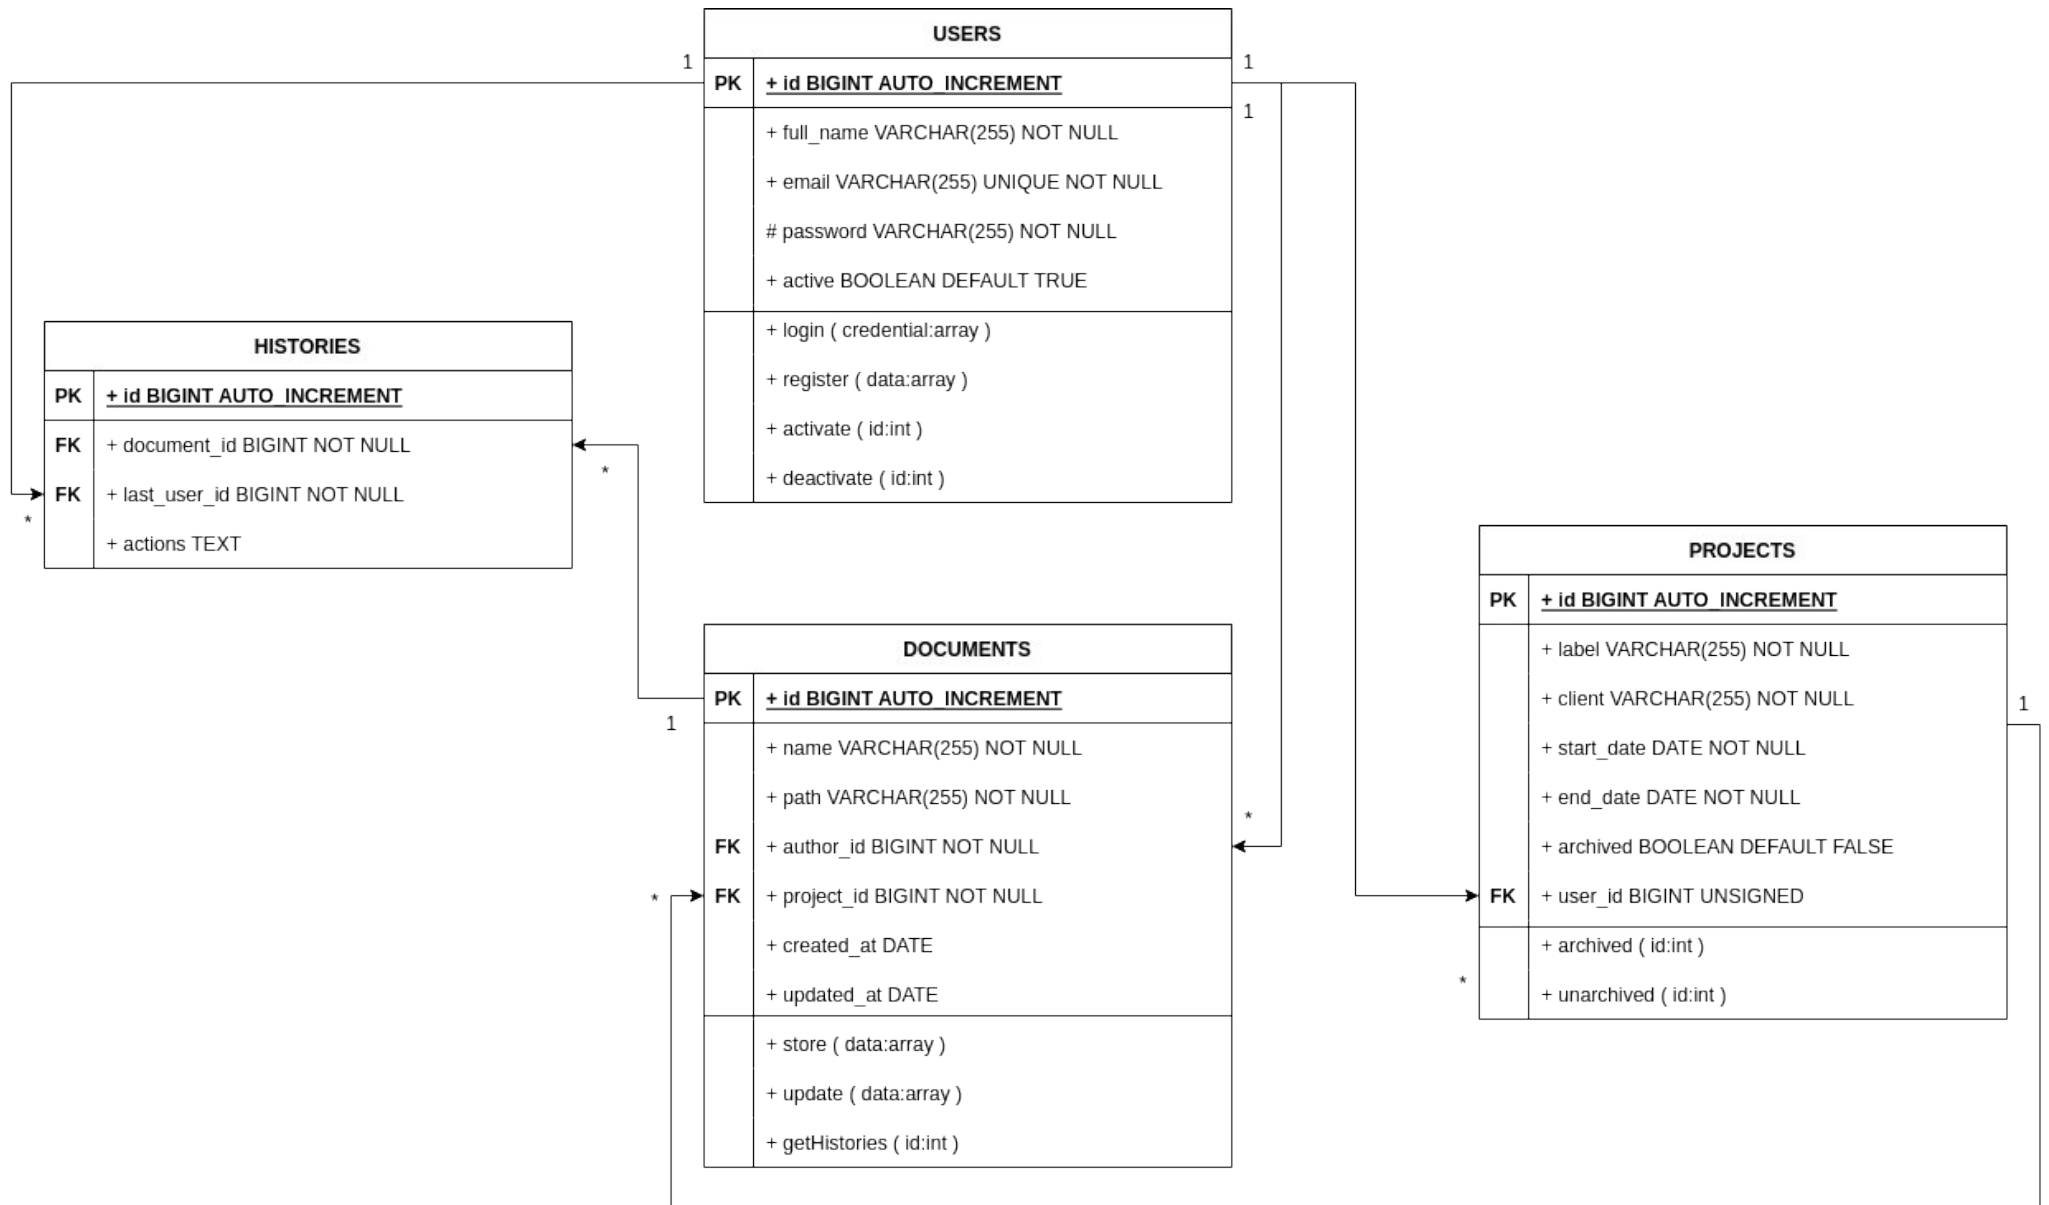 USERS
1
1
PK + id BIGINT AUTO_INCREMENT
1
+ full_name VARCHAR(255) NOT NULL
+ email VARCHAR(255) UNIQUE NOT NULL
# password VARCHAR(255) NOT NULL
+ active BOOLEAN DEFAULT TRUE
+ login ( credential:array )
+ register ( data:array )
+ activate ( id:int )
+ deactivate ( id:int )
HISTORIES
PK + id BIGINT AUTO_INCREMENT
FK + document_id BIGINT NOT NULL
*
FK + last_user_id BIGINT NOT NULL
*
+ actions TEXT
DOCUMENTS
PK + id BIGINT AUTO_INCREMENT
1
+ name VARCHAR(255) NOT NULL
+ path VARCHAR(255) NOT NULL
*
FK + author_id BIGINT NOT NULL
* FK + project_id BIGINT NOT NULL
+ created_at DATE
+ updated_at DATE
+ store ( data:array )
+ update ( data:array )
+ getHistories ( id:int )
PROJECTS
PK + id BIGINT AUTO_INCREMENT
+ label VARCHAR(255) NOT NULL
+ client VARCHAR(255) NOT NULL
1
+ start_date DATE NOT NULL
+ end_date DATE NOT NULL
+ archived BOOLEAN DEFAULT FALSE
FK + user_id BIGINT UNSIGNED
+ archived ( id:int )
*
+ unarchived ( id:int )